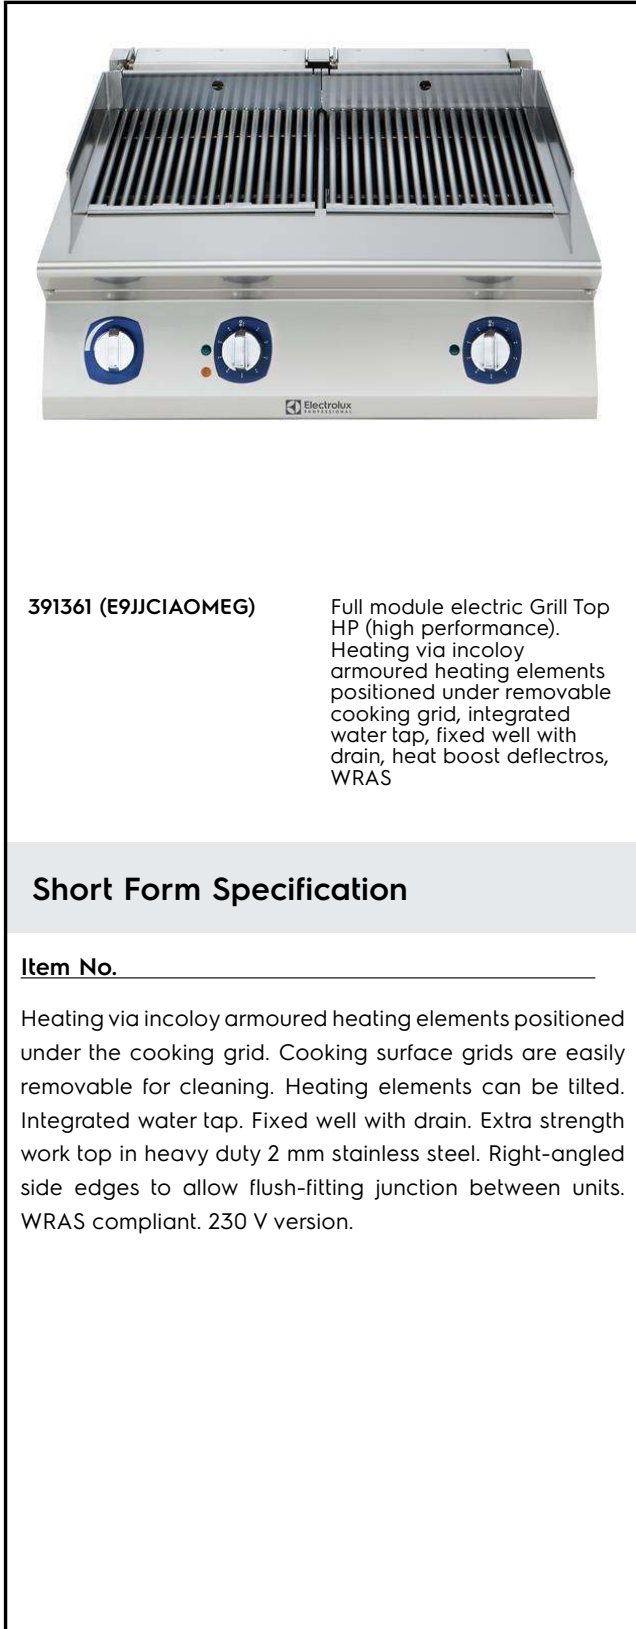 Electrolux
PROFESSIONAL
391361 (E9JJCIAOMEG)
Full module electric Grill Top
HP (high performance).
Heating via incoloy
armoured heating elements
positioned under removable
cooking grid, integrated
water tap, fixed well with
drain, heat boost deflectros,
WRAS
Short Form Specification
Item No.
Heating via incoloy armoured heating elements positioned
under the cooking grid. Cooking surface grids are easily
removable for cleaning. Heating elements can be tilted.
Integrated water tap. Fixed well with drain. Extra strength
work top in heavy duty 2 mm stainless steel. Right-angled
side edges to allow flush-fitting junction between units.
WRAS compliant. 230 V version.